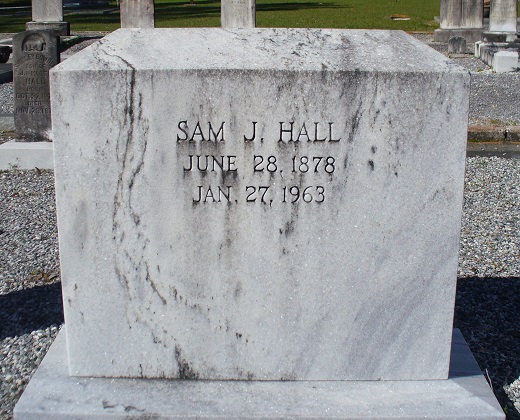 SAM J. HALL
JUNE 28, 1878
JAN. 27, 1963